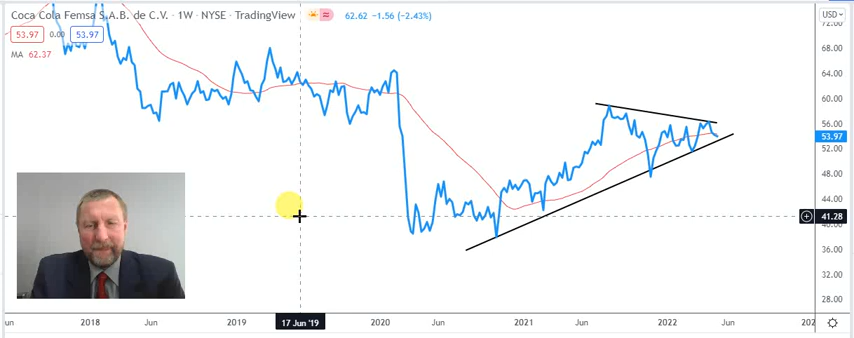 Coca Cola Femsa S.A.B. de C.V. · 1W · NYSE · TradingView 62.62 −1.56 (−2.43%)
53.97 0.00 53.97
MA 62.37
USD
72.00
68.00
64.00
60.00
56.00
53.97
52.00
48.00
44.00
41.28
40.00
36.00
32.00
28.00
2018 Jun 2019 17 Jun '19 2020 Jun 2021 Jun 2022 Jun